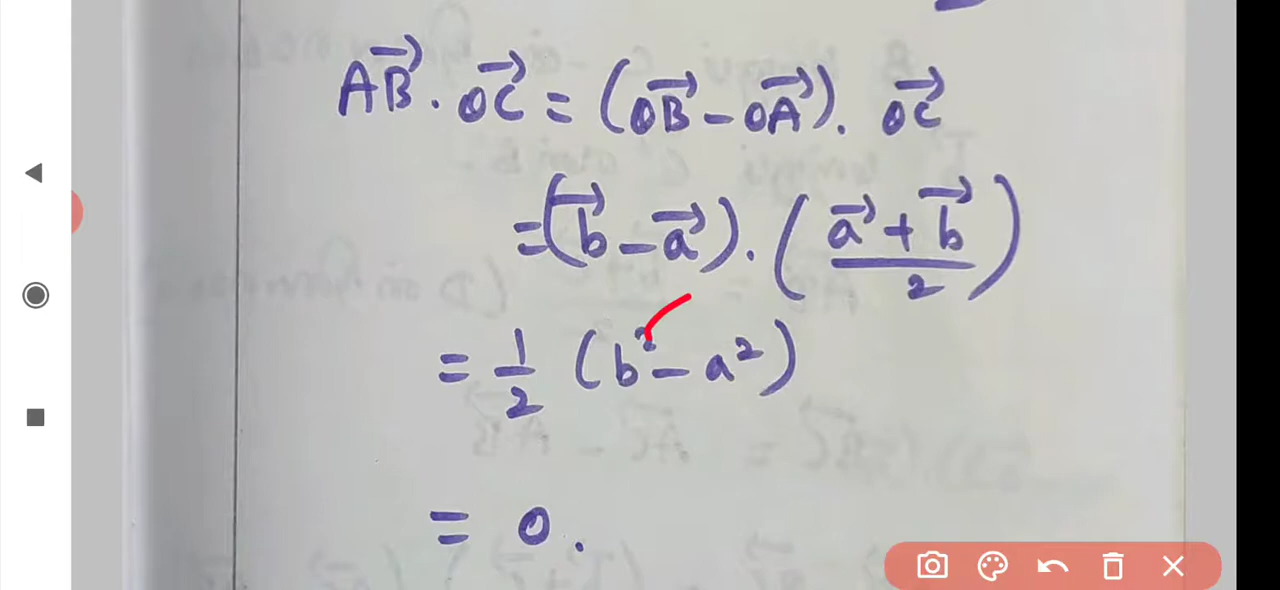 AB⃗ . OC⃗ = (OB⃗ - OA⃗). OC⃗
= (b⃗ - a⃗). (a⃗ + b⃗ / 2)
= 1/2 (b² - a²)
= 0.